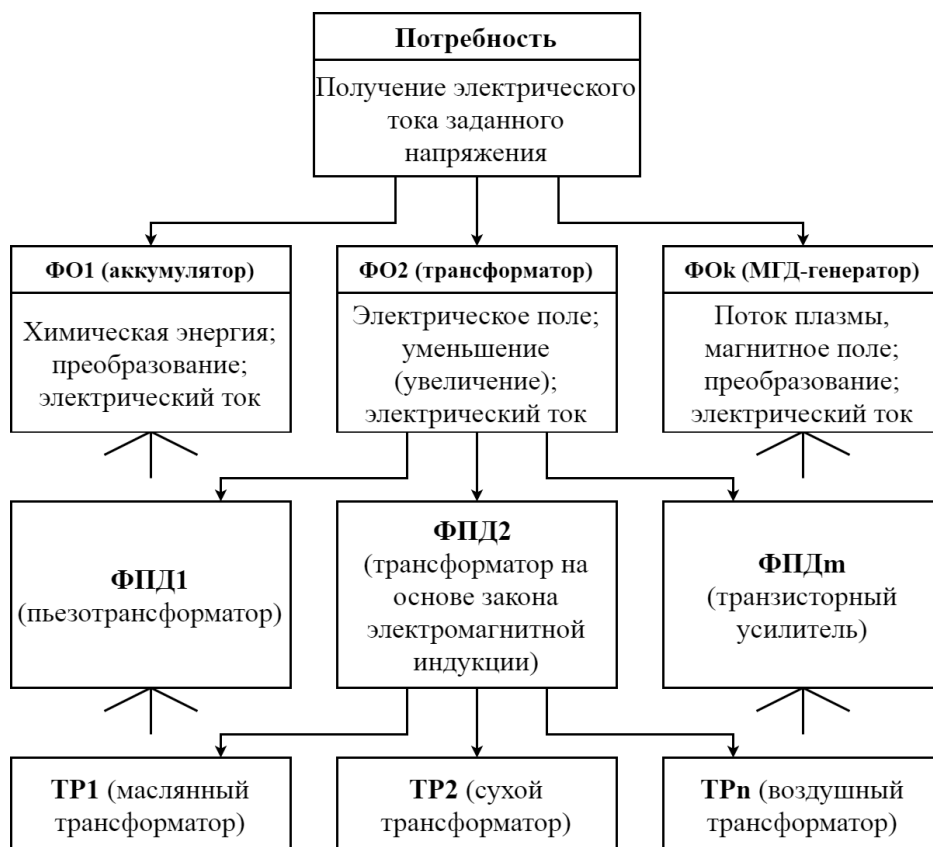 Потребность
Получение электрического
тока заданного
напряжения
ФО1 (аккумулятор)
Химическая энергия;
преобразование;
электрический ток
ФО2 (трансформатор)
Электрическое поле;
уменьшение
(увеличение);
электрический ток
ФОk (МГД-генератор)
Поток плазмы,
магнитное поле;
преобразование;
электрический ток
ФПД1
(пьезотрансформатор)
ФПД2
(трансформатор на
основе закона
электромагнитной
индукции)
ФПДm
(транзисторный
усилитель)
ТР1 (маслянный
трансформатор)
ТР2 (сухой
трансформатор)
ТРn (воздушный
трансформатор)